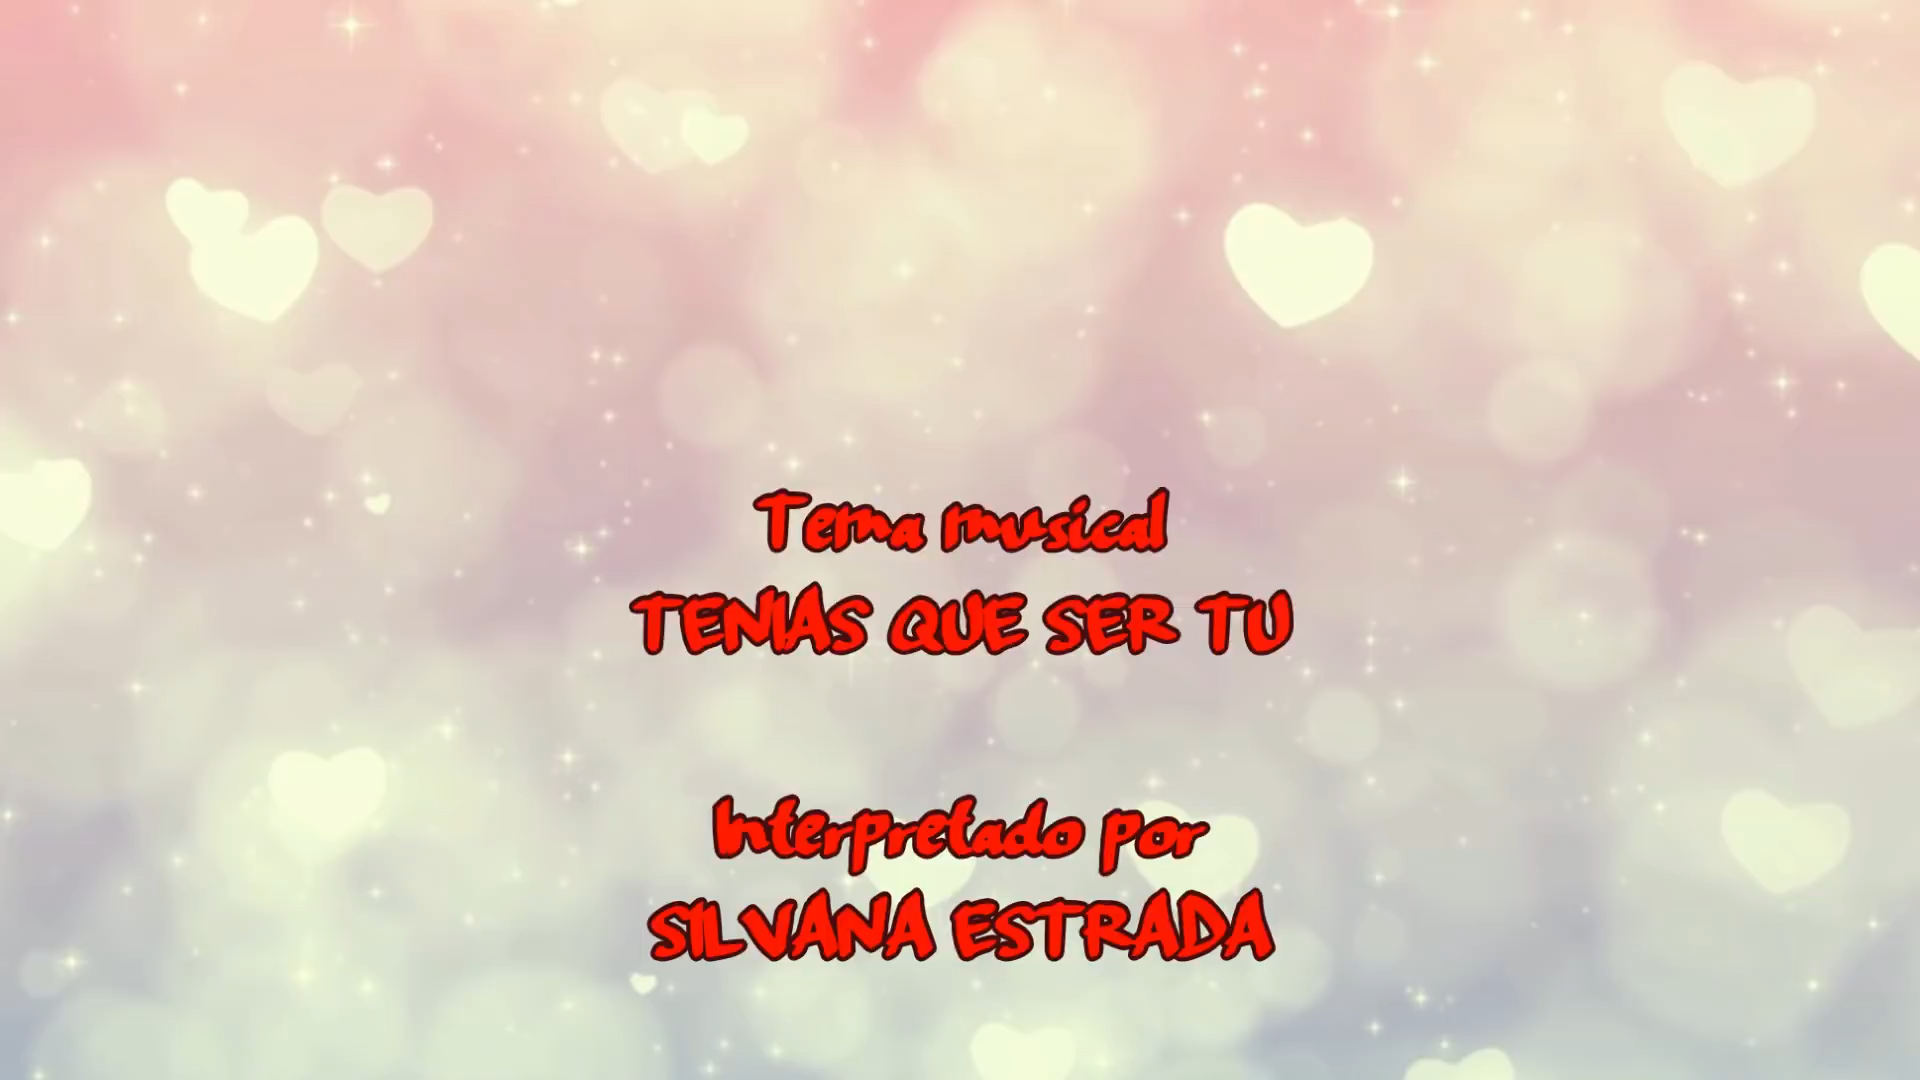 Tema musical
TENIAS QUE SER TU
Interpretado por
SILVANA ESTRADA